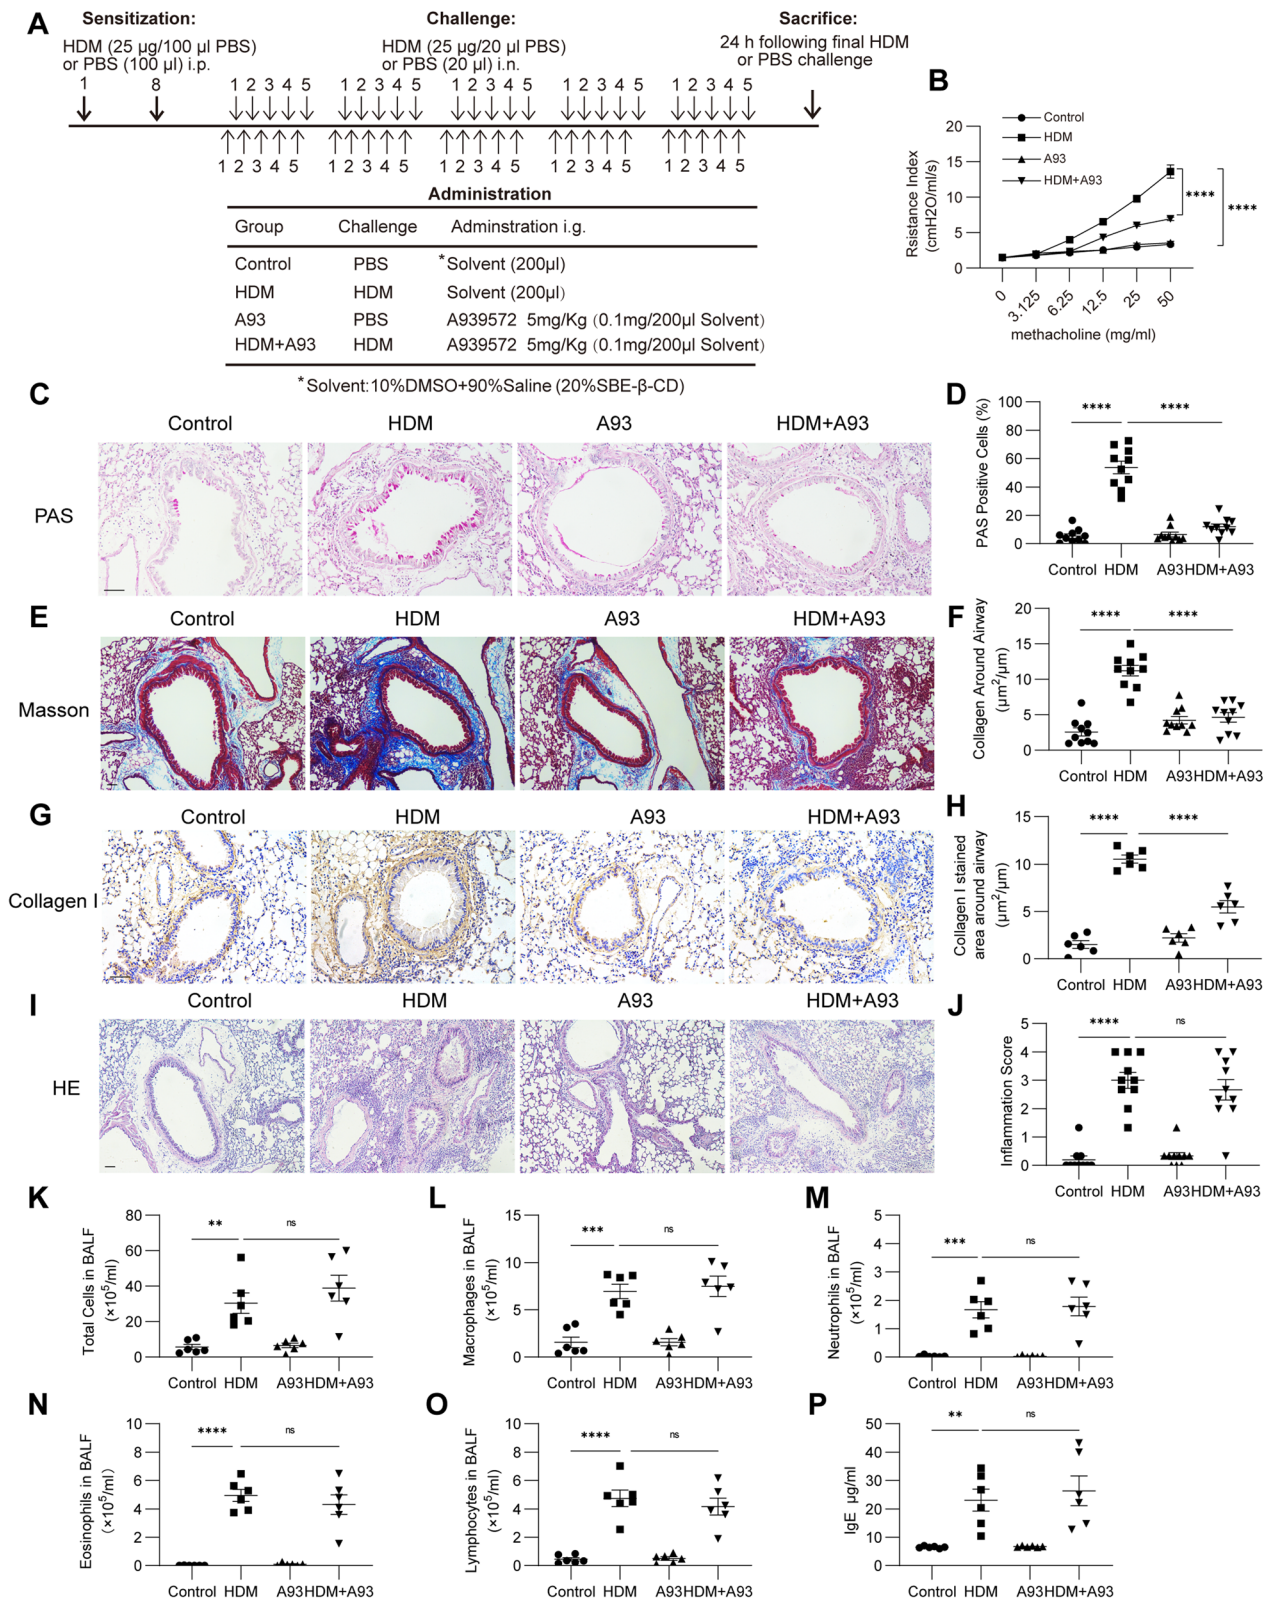 A
Sensitization:
HDM (25 µg/100 µl PBS)
or PBS (100 µl) i.p.
1 8
Challenge:
HDM (25 µg/20 µl PBS)
or PBS (20 µl) i.n.
Sacrifice:
24 h following final HDM
or PBS challenge
1 2 3 4 5 1 2 3 4 5 1 2 3 4 5 1 2 3 4 5 1 2 3 4 5
1 2 3 4 5 1 2 3 4 5 1 2 3 4 5 1 2 3 4 5 1 2 3 4 5
Administration
Group Challenge Adminstration i.g.
Control PBS *Solvent (200µl)
HDM HDM Solvent (200µl)
A93 PBS A939572 5mg/Kg (0.1mg/200µl Solvent)
HDM+A93 HDM A939572 5mg/Kg (0.1mg/200µl Solvent)
*Solvent:10%DMSO+90%Saline (20%SBE-β-CD)
B
Control
HDM
A93
HDM+A93
Rsistance Index
(cmH2O/ml/s)
20
15
10
5
0
**** ****
0 3.125 6.25 12.5 25 50
methacholine (mg/ml)
C
Control HDM A93 HDM+A93
PAS
D
PAS Positive Cells (%)
100
80
60
40
20
0
**** ****
Control HDM A93 HDM+A93
E
Control HDM A93 HDM+A93
Masson
F
Collagen Around Airway
(µm²/µm)
20
15
10
5
0
**** ****
Control HDM A93 HDM+A93
G
Control HDM A93 HDM+A93
Collagen I
H
Collagen I stained
area around airway
(µm²/µm)
15
10
5
0
**** ****
Control HDM A93 HDM+A93
I
Control HDM A93 HDM+A93
HE
J
Inflammation Score
5
4
3
2
1
0
**** ns
Control HDM A93 HDM+A93
K
Total Cells in BALF
(×10⁵/ml)
80
60
40
20
0
** ns
Control HDM A93 HDM+A93
L
Macrophages in BALF
(×10⁵/ml)
15
10
5
0
*** ns
Control HDM A93 HDM+A93
M
Neutrophils in BALF
(×10⁵/ml)
5
4
3
2
1
0
*** ns
Control HDM A93 HDM+A93
N
Eosinophils in BALF
(×10⁵/ml)
10
8
6
4
2
0
**** ns
Control HDM A93 HDM+A93
O
Lymphocytes in BALF
(×10⁵/ml)
10
8
6
4
2
0
**** ns
Control HDM A93 HDM+A93
P
IgE µg/ml
50
40
30
20
10
0
** ns
Control HDM A93 HDM+A93